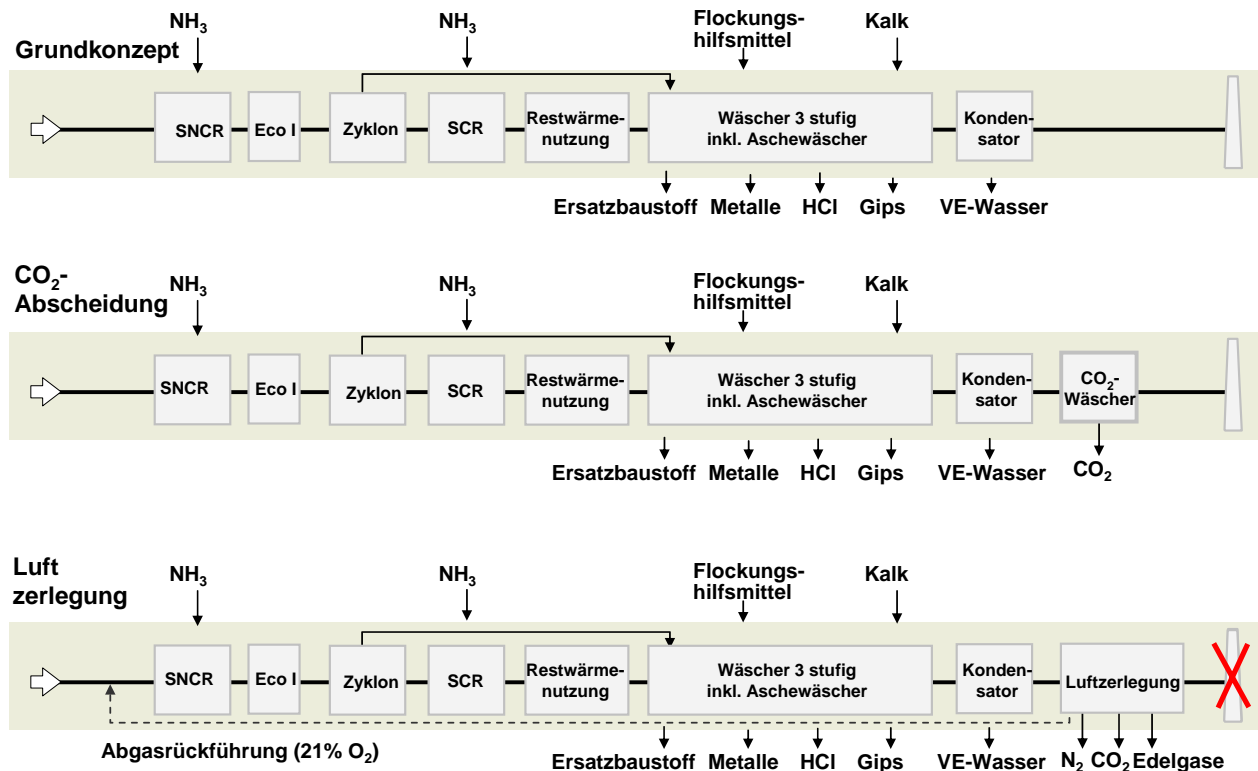 NH₃
NH₃
Flockungs-
hilfsmittel
Kalk
Grundkonzept
SNCR
Eco I
Zyklon
SCR
Restwärme-
nutzung
Wäscher 3 stufig
inkl. Aschewäscher
Konden-
sator
Ersatzbaustoff
Metalle
HCl
Gips
VE-Wasser
CO₂-
Abscheidung
NH₃
NH₃
Flockungs-
hilfsmittel
Kalk
SNCR
Eco I
Zyklon
SCR
Restwärme-
nutzung
Wäscher 3 stufig
inkl. Aschewäscher
Konden-
sator
CO₂-
Wäscher
Ersatzbaustoff
Metalle
HCl
Gips
VE-Wasser
CO₂
Luft
zerlegung
NH₃
NH₃
Flockungs-
hilfsmittel
Kalk
SNCR
Eco I
Zyklon
SCR
Restwärme-
nutzung
Wäscher 3 stufig
inkl. Aschewäscher
Konden-
sator
Luftzerlegung
Abgasrückführung (21% O₂)
Ersatzbaustoff
Metalle
HCl
Gips
VE-Wasser
N₂
CO₂
Edelgase